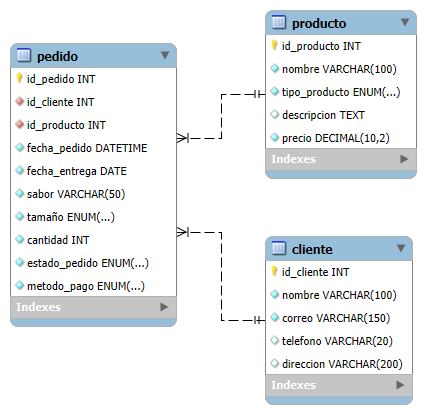 pedido
id_pedido INT
id_cliente INT
id_producto INT
fecha_pedido DATETIME
fecha_entrega DATE
sabor VARCHAR(50)
tamaño ENUM(...)
cantidad INT
estado_pedido ENUM(...)
metodo_pago ENUM(...)
Indexes
producto
id_producto INT
nombre VARCHAR(100)
tipo_producto ENUM(...)
descripcion TEXT
precio DECIMAL(10,2)
Indexes
cliente
id_cliente INT
nombre VARCHAR(100)
correo VARCHAR(150)
telefono VARCHAR(20)
direccion VARCHAR(200)
Indexes